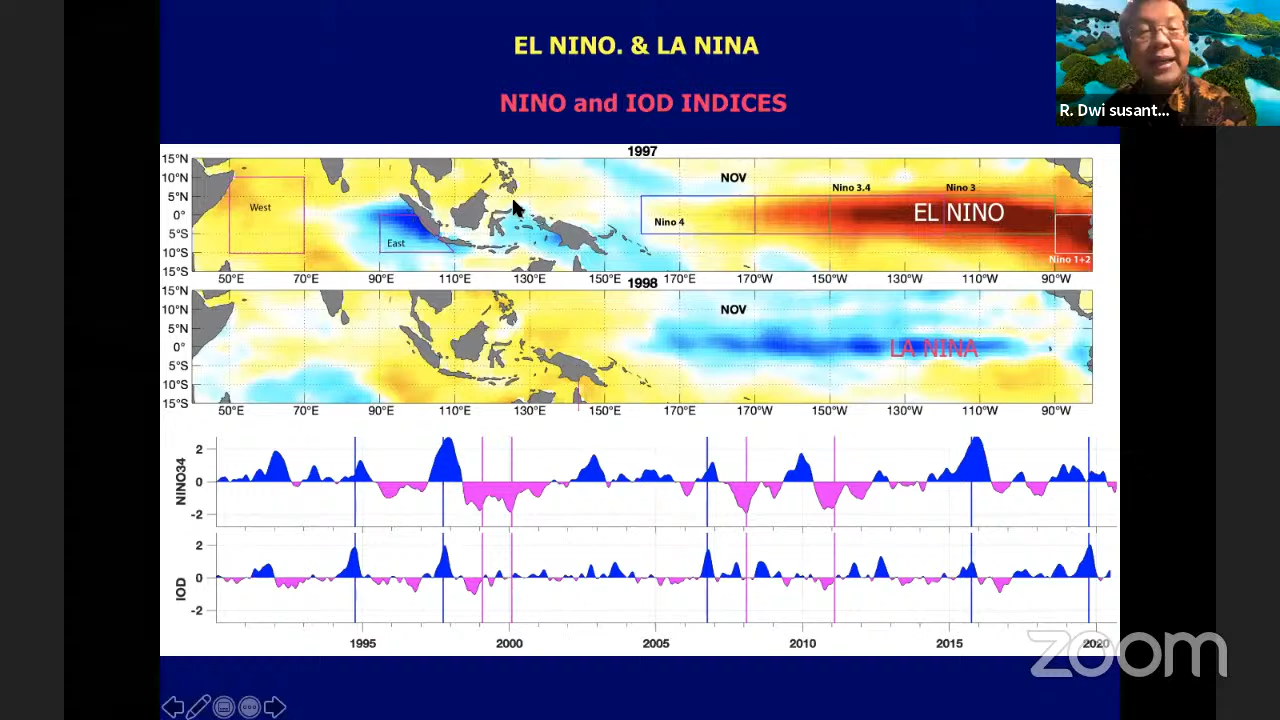 EL NINO. & LA NINA
R. Dwi susant...
NINO and IOD INDICES
1997
15°N
10°N
5°N
0°
5°S
10°S
15°S
NOV
West
East
Nino 4
Nino 3.4
Nino 3
EL NINO
Nino 1+2
50°E 70°E 90°E 110°E 130°E 150°E 170°E 170°W 150°W 130°W 110°W 90°W
1998
15°N
10°N
5°N
0°
5°S
10°S
15°S
NOV
LA NINA
50°E 70°E 90°E 110°E 130°E 150°E 170°E 170°W 150°W 130°W 110°W 90°W
NINO34
2
0
-2
IOD
2
0
-2
1995 2000 2005 2010 2015 2020
zoom